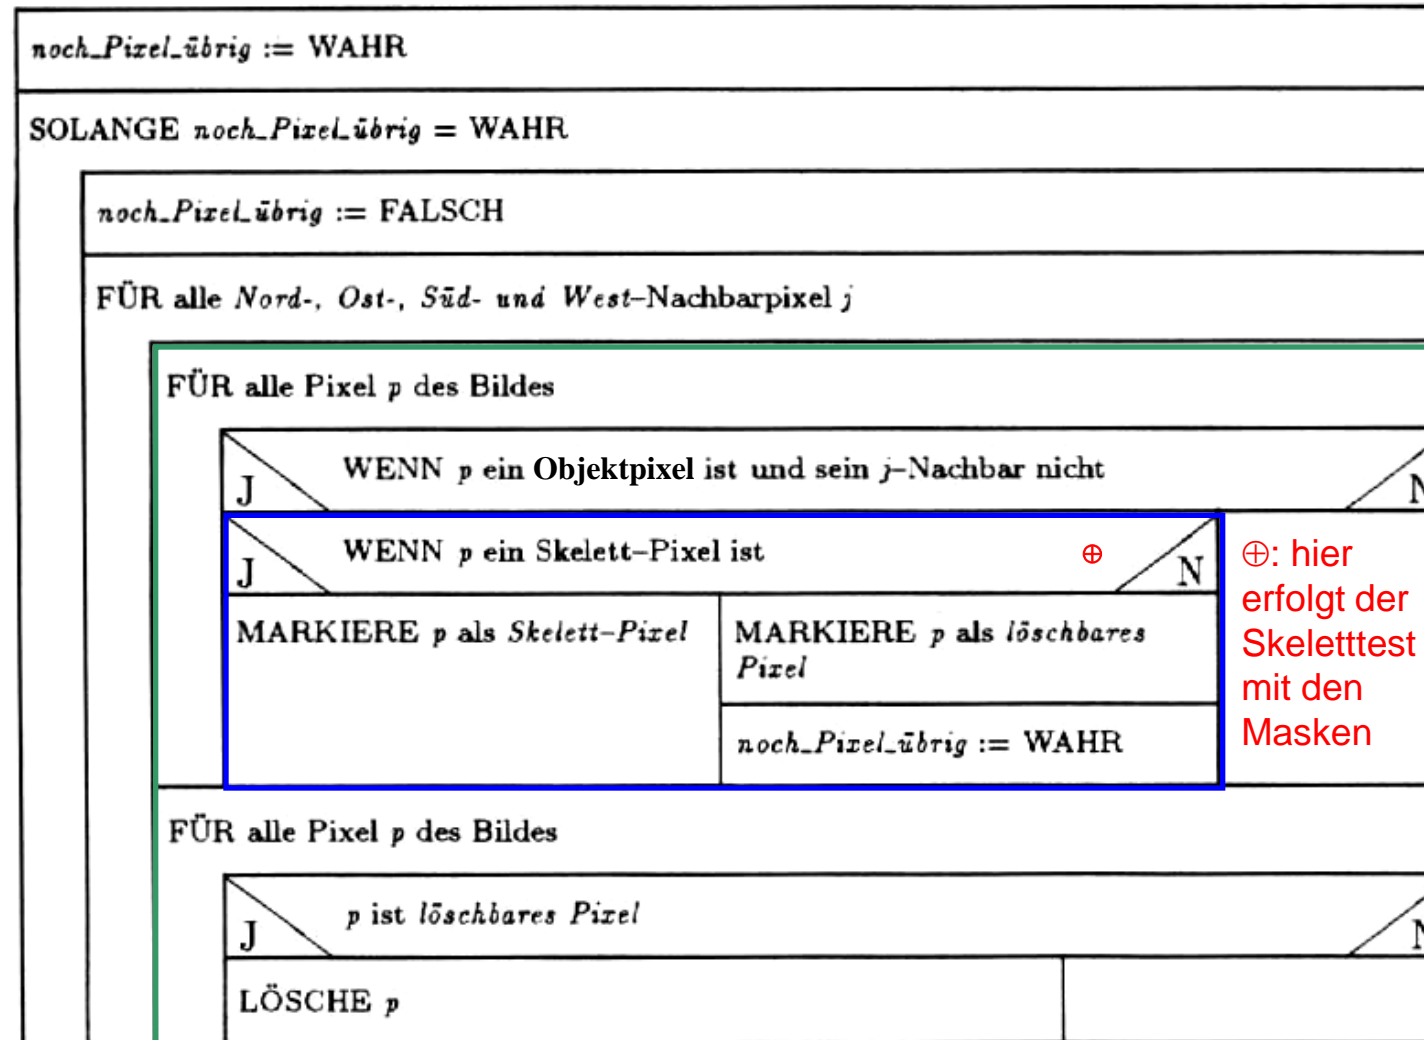 noch_Pixel_übrig := WAHR
SOLANGE noch_Pixel_übrig = WAHR
noch_Pixel_übrig := FALSCH
FÜR alle Nord-, Ost-, Süd- und West–Nachbarpixel j
FÜR alle Pixel p des Bildes
WENN p ein Objektpixel ist und sein j–Nachbar nicht
J
N
WENN p ein Skelett–Pixel ist ⊕
J
N
MARKIERE p als Skelett–Pixel
MARKIERE p als löschbares
Pixel
noch_Pixel_übrig := WAHR
⊕: hier
erfolgt der
Skeletttest
mit den
Masken
FÜR alle Pixel p des Bildes
p ist löschbares Pixel
J
N
LÖSCHE p